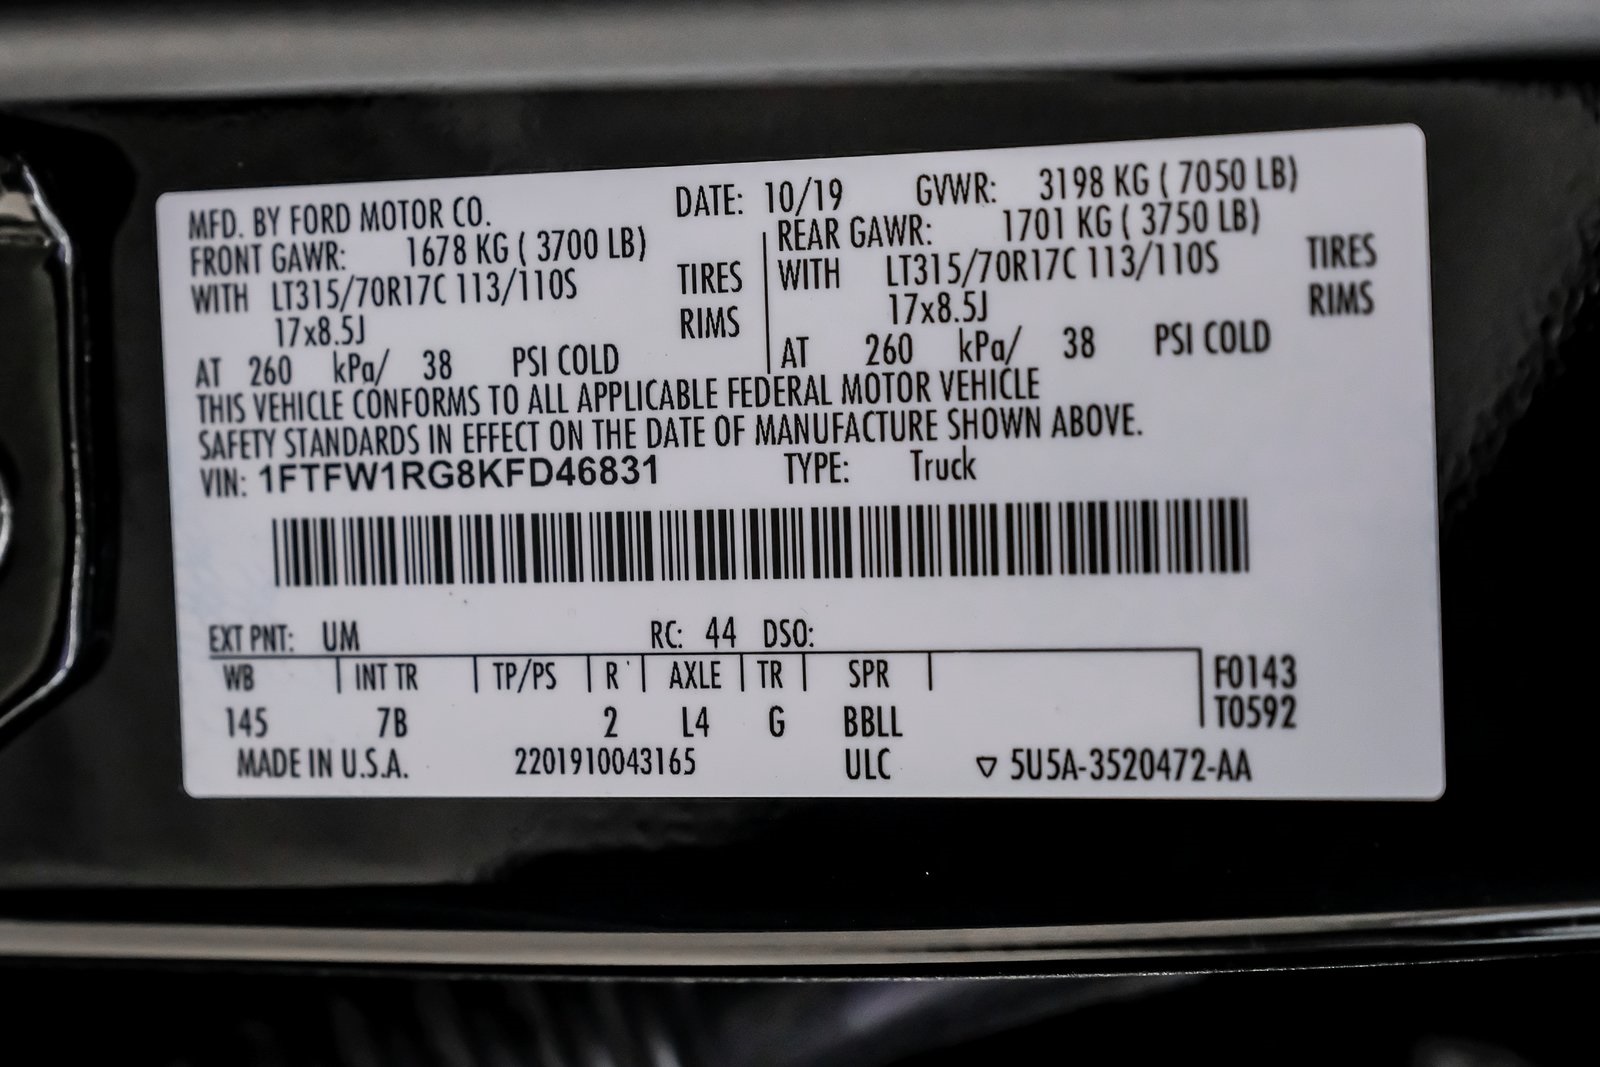 MFD. BY FORD MOTOR CO. DATE: 10/19 GVWR: 3198 KG ( 7050 LB)
FRONT GAWR: 1678 KG ( 3700 LB) REAR GAWR: 1701 KG ( 3750 LB)
WITH LT315/70R17C 113/110S TIRES WITH LT315/70R17C 113/110S TIRES
17x8.5J RIMS 17x8.5J RIMS
AT 260 kPa/ 38 PSI COLD AT 260 kPa/ 38 PSI COLD
THIS VEHICLE CONFORMS TO ALL APPLICABLE FEDERAL MOTOR VEHICLE
SAFETY STANDARDS IN EFFECT ON THE DATE OF MANUFACTURE SHOWN ABOVE.
VIN: 1FTFW1RG8KFD46831 TYPE: Truck
EXT PNT: UM RC: 44 DSO:
WB INT TR TP/PS R AXLE TR SPR F0143
145 7B 2 L4 G BBLL T0592
MADE IN U.S.A. 2201910043165 ULC ▽ 5U5A-3520472-AA